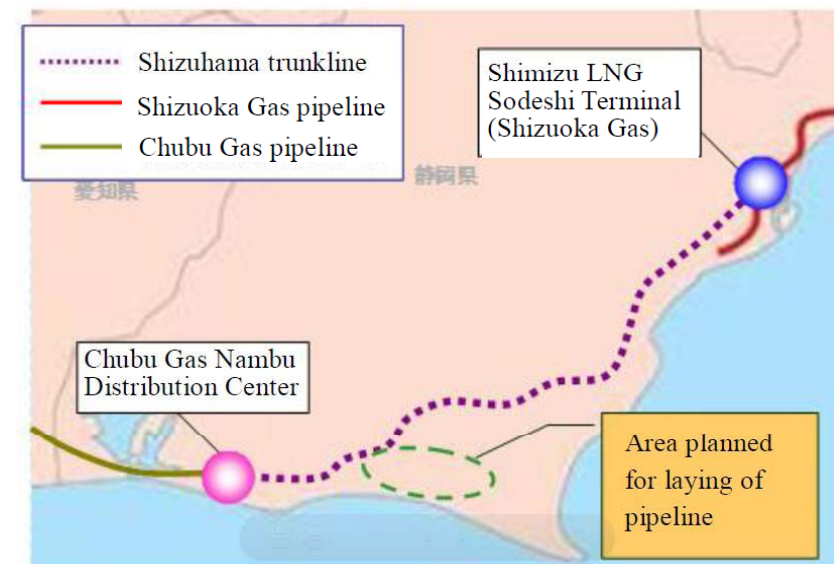 Shizuhama trunkline
Shizuoka Gas pipeline
Chubu Gas pipeline
Shimizu LNG
Sodeshi Terminal
(Shizuoka Gas)
愛知県
静岡県
Chubu Gas Nambu
Distribution Center
Area planned
for laying of
pipeline